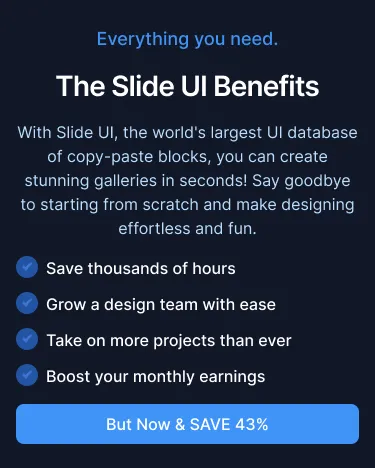 Everything you need.
The Slide UI Benefits
With Slide UI, the world's largest UI database
of copy-paste blocks, you can create
stunning galleries in seconds! Say goodbye
to starting from scratch and make designing
effortless and fun.
Save thousands of hours
Grow a design team with ease
Take on more projects than ever
Boost your monthly earnings
But Now & SAVE 43%